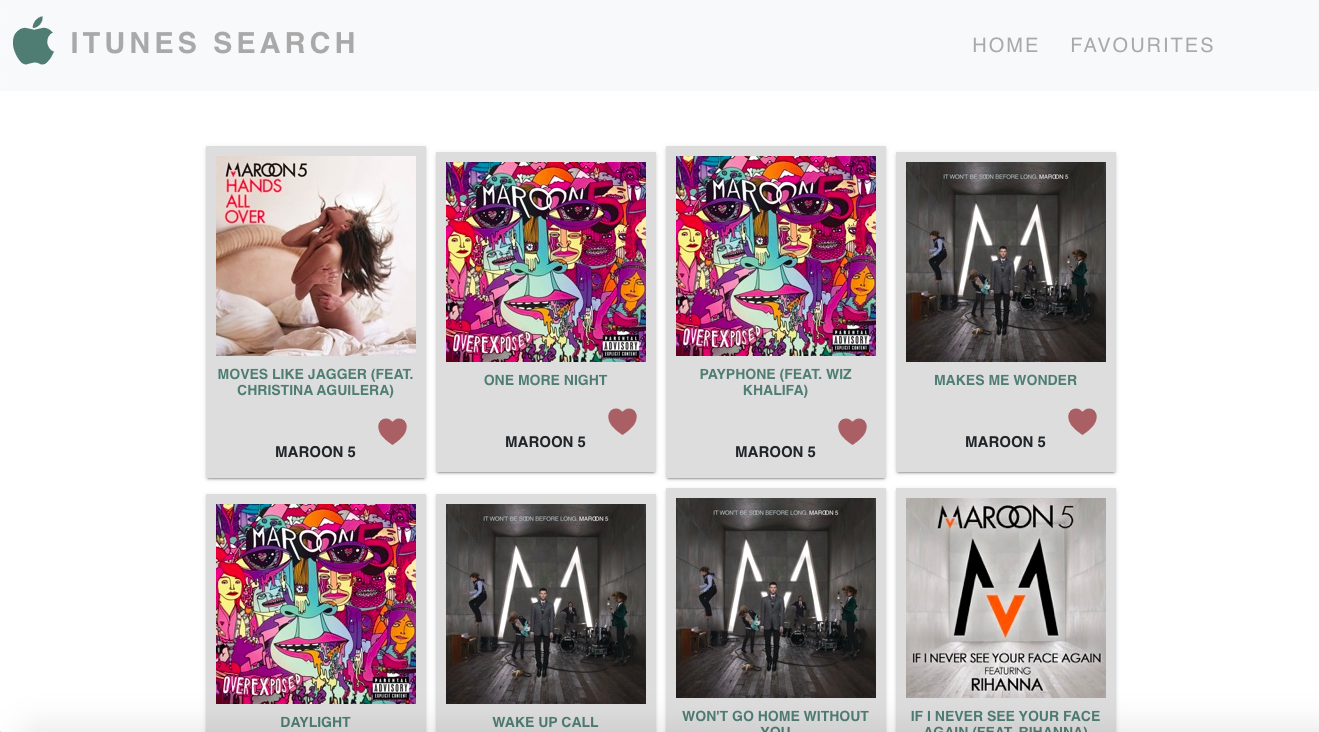 ITUNES SEARCH
HOME
FAVOURITES
MAROON 5
HANDS
ALL
OVER
MOVES LIKE JAGGER (FEAT.
CHRISTINA AGUILERA)
MAROON 5
MAROON 5
OVEREXPOSED
PARENTAL
ADVISORY
EXPLICIT CONTENT
ONE MORE NIGHT
MAROON 5
MAROON 5
OVEREXPOSED
PARENTAL
ADVISORY
EXPLICIT CONTENT
PAYPHONE (FEAT. WIZ
KHALIFA)
MAROON 5
IT WON'T BE SOON BEFORE LONG. MAROON 5
M
MAKES ME WONDER
MAROON 5
MAROON 5
OVEREXPOSED
PARENTAL
ADVISORY
EXPLICIT CONTENT
DAYLIGHT
IT WON'T BE SOON BEFORE LONG. MAROON 5
M
WAKE UP CALL
IT WON'T BE SOON BEFORE LONG. MAROON 5
M
WON'T GO HOME WITHOUT
YOU
MAROON 5
M
IF I NEVER SEE YOUR FACE AGAIN
FEATURING
RIHANNA
IF I NEVER SEE YOUR FACE
AGAIN (FEAT. RIHANNA)